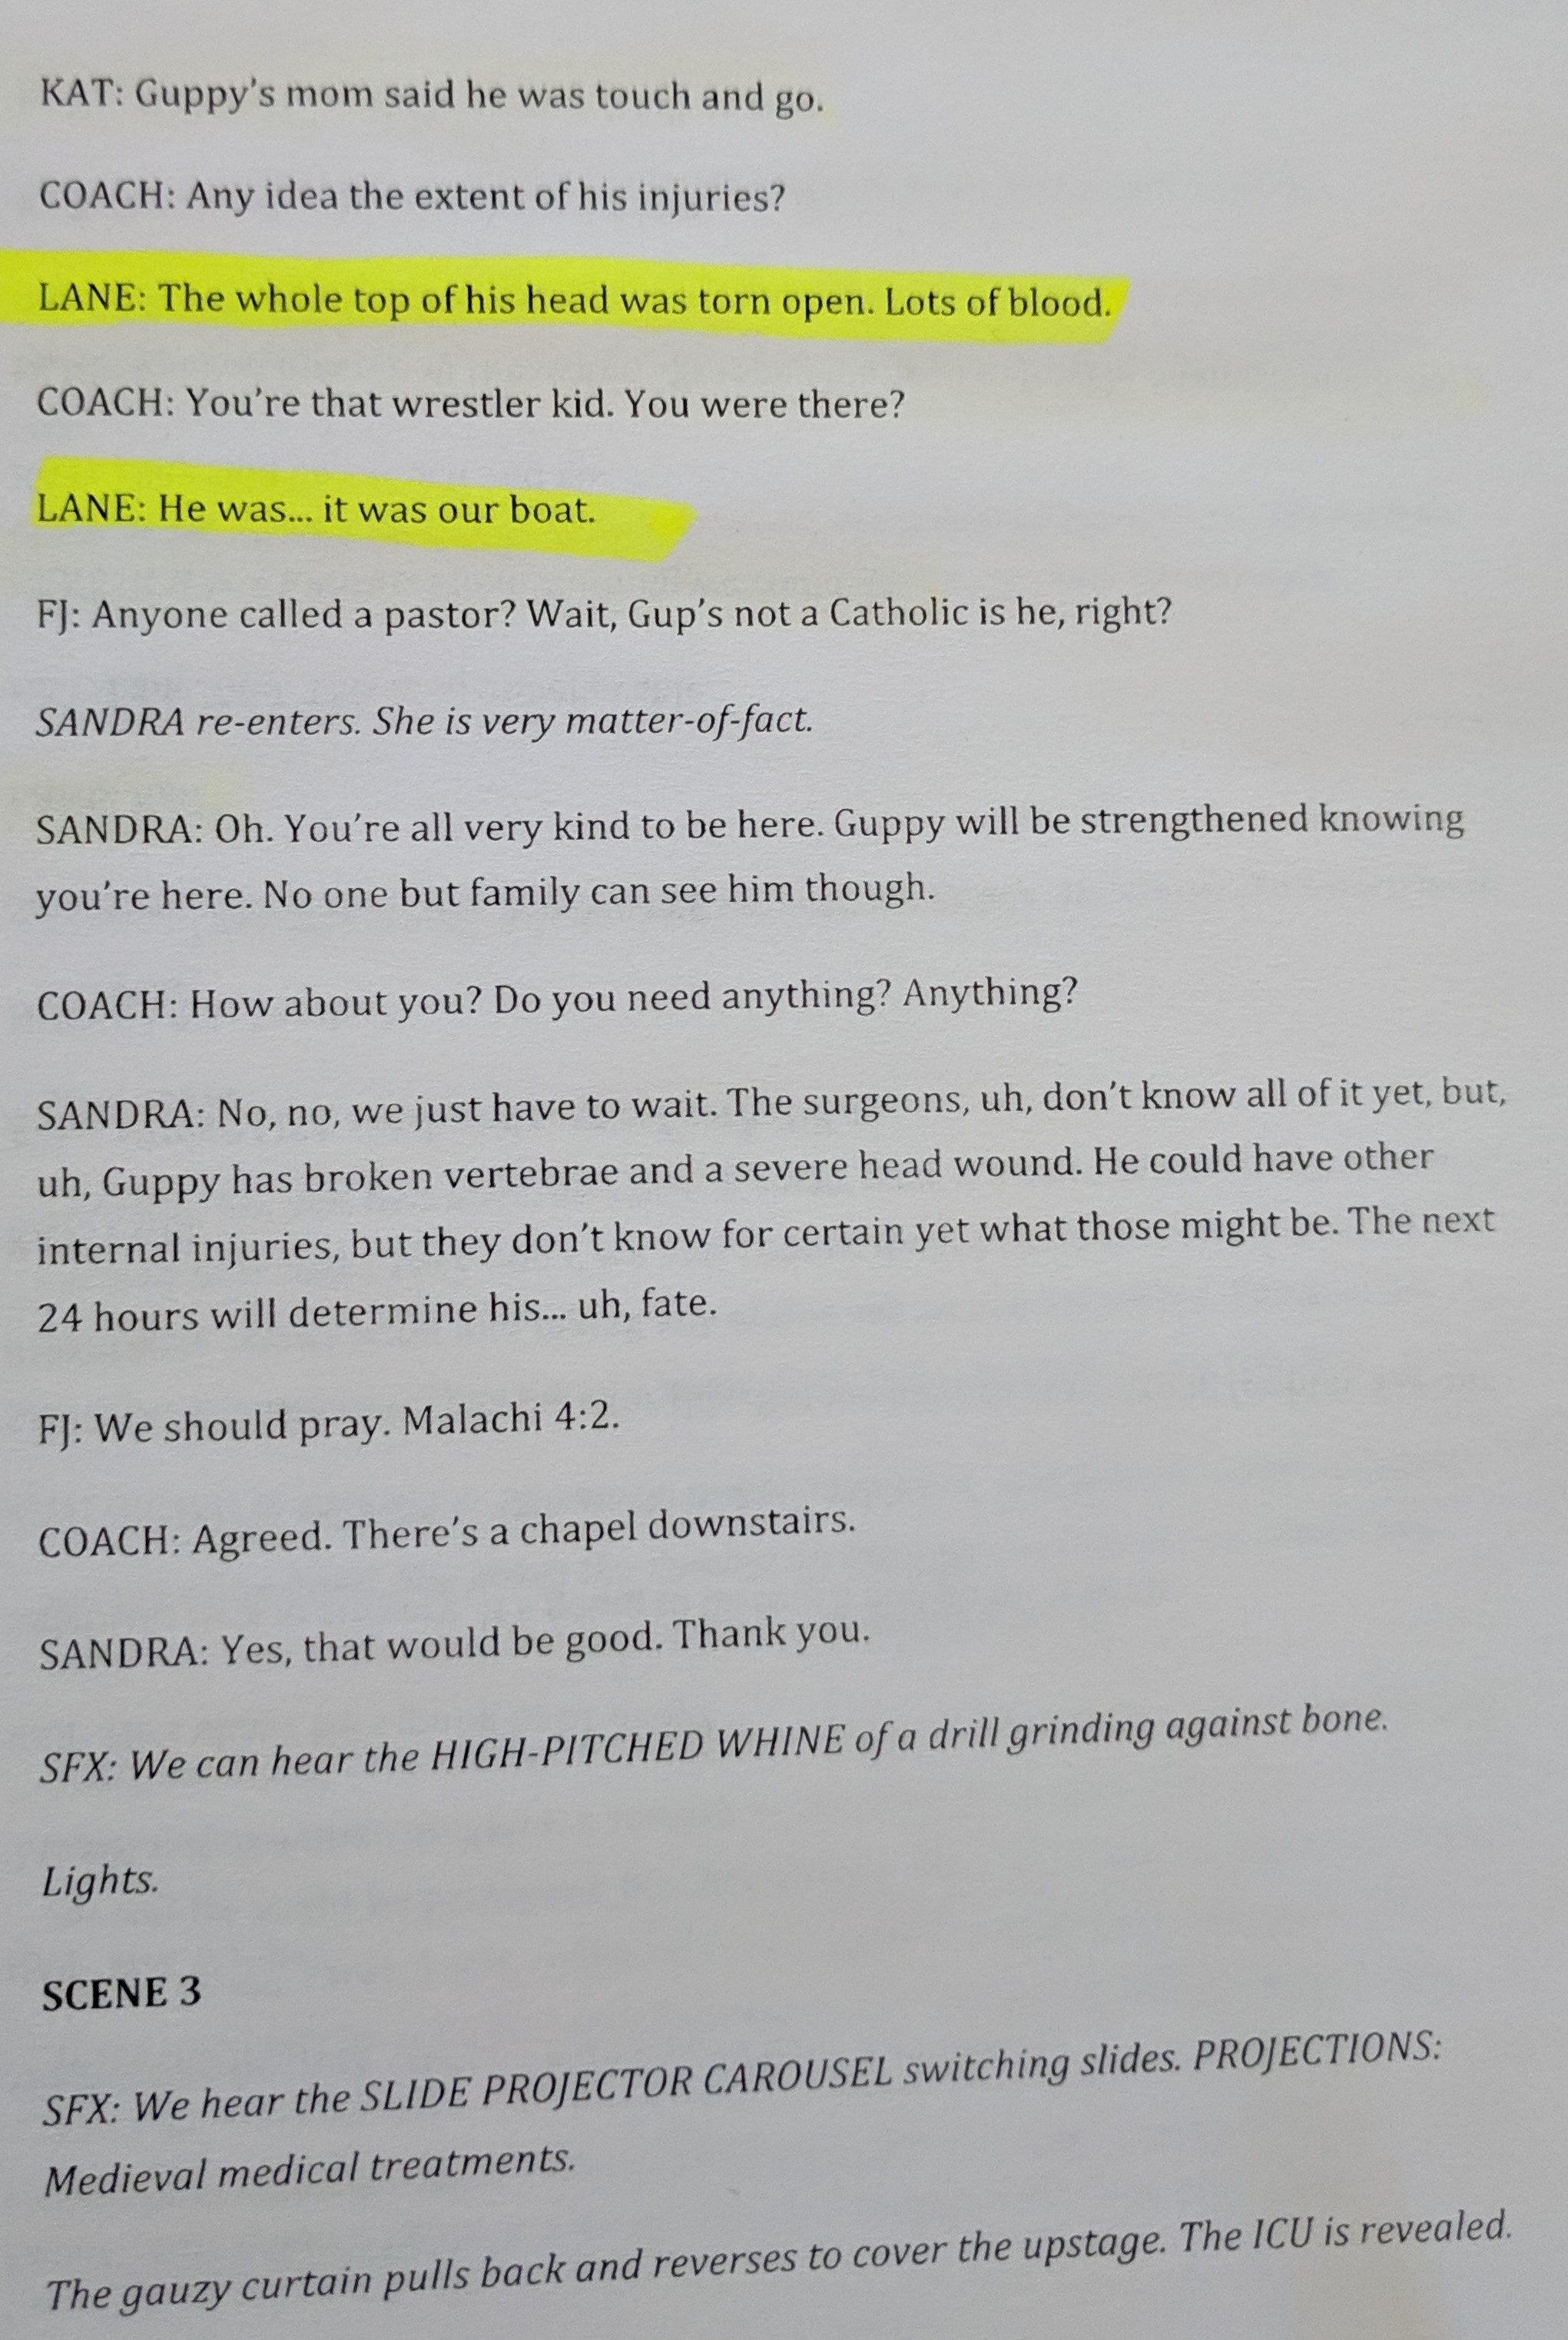 KAT: Guppy's mom said he was touch and go.
COACH: Any idea the extent of his injuries?
LANE: The whole top of his head was torn open. Lots of blood.
COACH: You're that wrestler kid. You were there?
LANE: He was... it was our boat.
FJ: Anyone called a pastor? Wait, Gup's not a Catholic is he, right?
SANDRA re-enters. She is very matter-of-fact.
SANDRA: Oh. You're all very kind to be here. Guppy will be strengthened knowing
you're here. No one but family can see him though.
COACH: How about you? Do you need anything? Anything?
SANDRA: No, no, we just have to wait. The surgeons, uh, don't know all of it yet, but,
uh, Guppy has broken vertebrae and a severe head wound. He could have other
internal injuries, but they don't know for certain yet what those might be. The next
24 hours will determine his... uh, fate.
FJ: We should pray. Malachi 4:2.
COACH: Agreed. There's a chapel downstairs.
SANDRA: Yes, that would be good. Thank you.
SFX: We can hear the HIGH-PITCHED WHINE of a drill grinding against bone.
Lights.
SCENE 3
SFX: We hear the SLIDE PROJECTOR CAROUSEL switching slides. PROJECTIONS:
Medieval medical treatments.
The gauzy curtain pulls back and reverses to cover the upstage. The ICU is revealed.